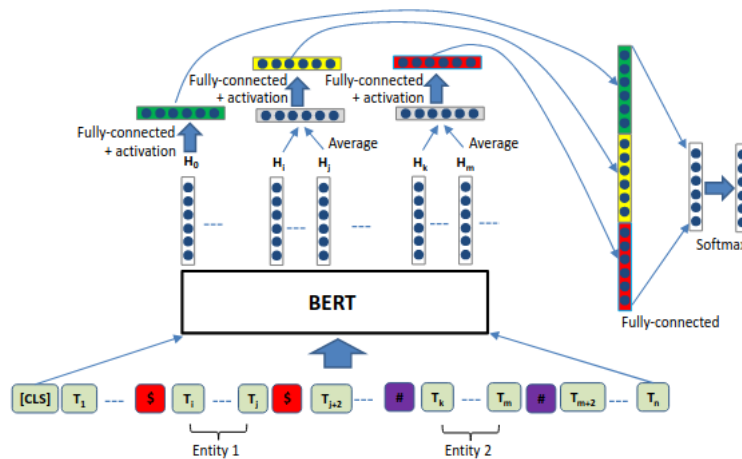 Fully-connected
+ activation
Fully-connected
+ activation
Fully-connected
+ activation
Average
Average
H0
Hi
Hj
Hk
Hm
Softmax
Fully-connected
BERT
[CLS] T1 ---- $ Ti ---- Tj $ Tj+2 ---- # Tk ---- Tm # Tm+2 ---- Tn
Entity 1
Entity 2